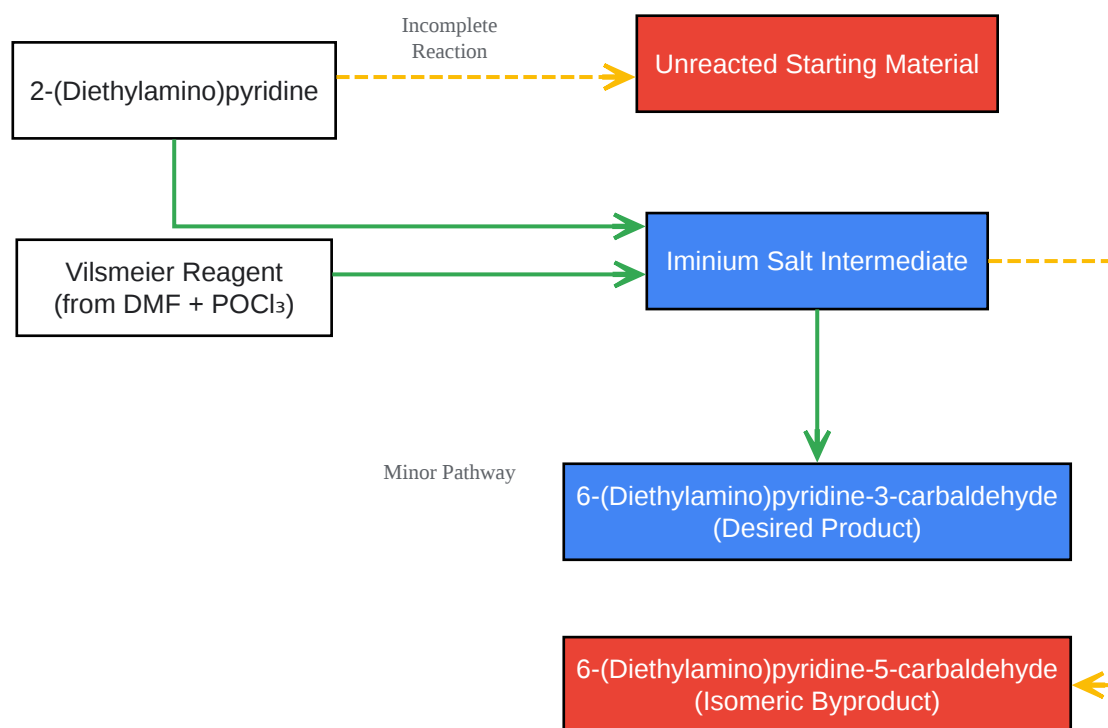 Incomplete
Reaction
Unreacted Starting Material
2-(Diethylamino)pyridine
Vilsmeier Reagent
(from DMF + POCl₃)
Iminium Salt Intermediate
Minor Pathway
6-(Diethylamino)pyridine-3-carbaldehyde
(Desired Product)
6-(Diethylamino)pyridine-5-carbaldehyde
(Isomeric Byproduct)